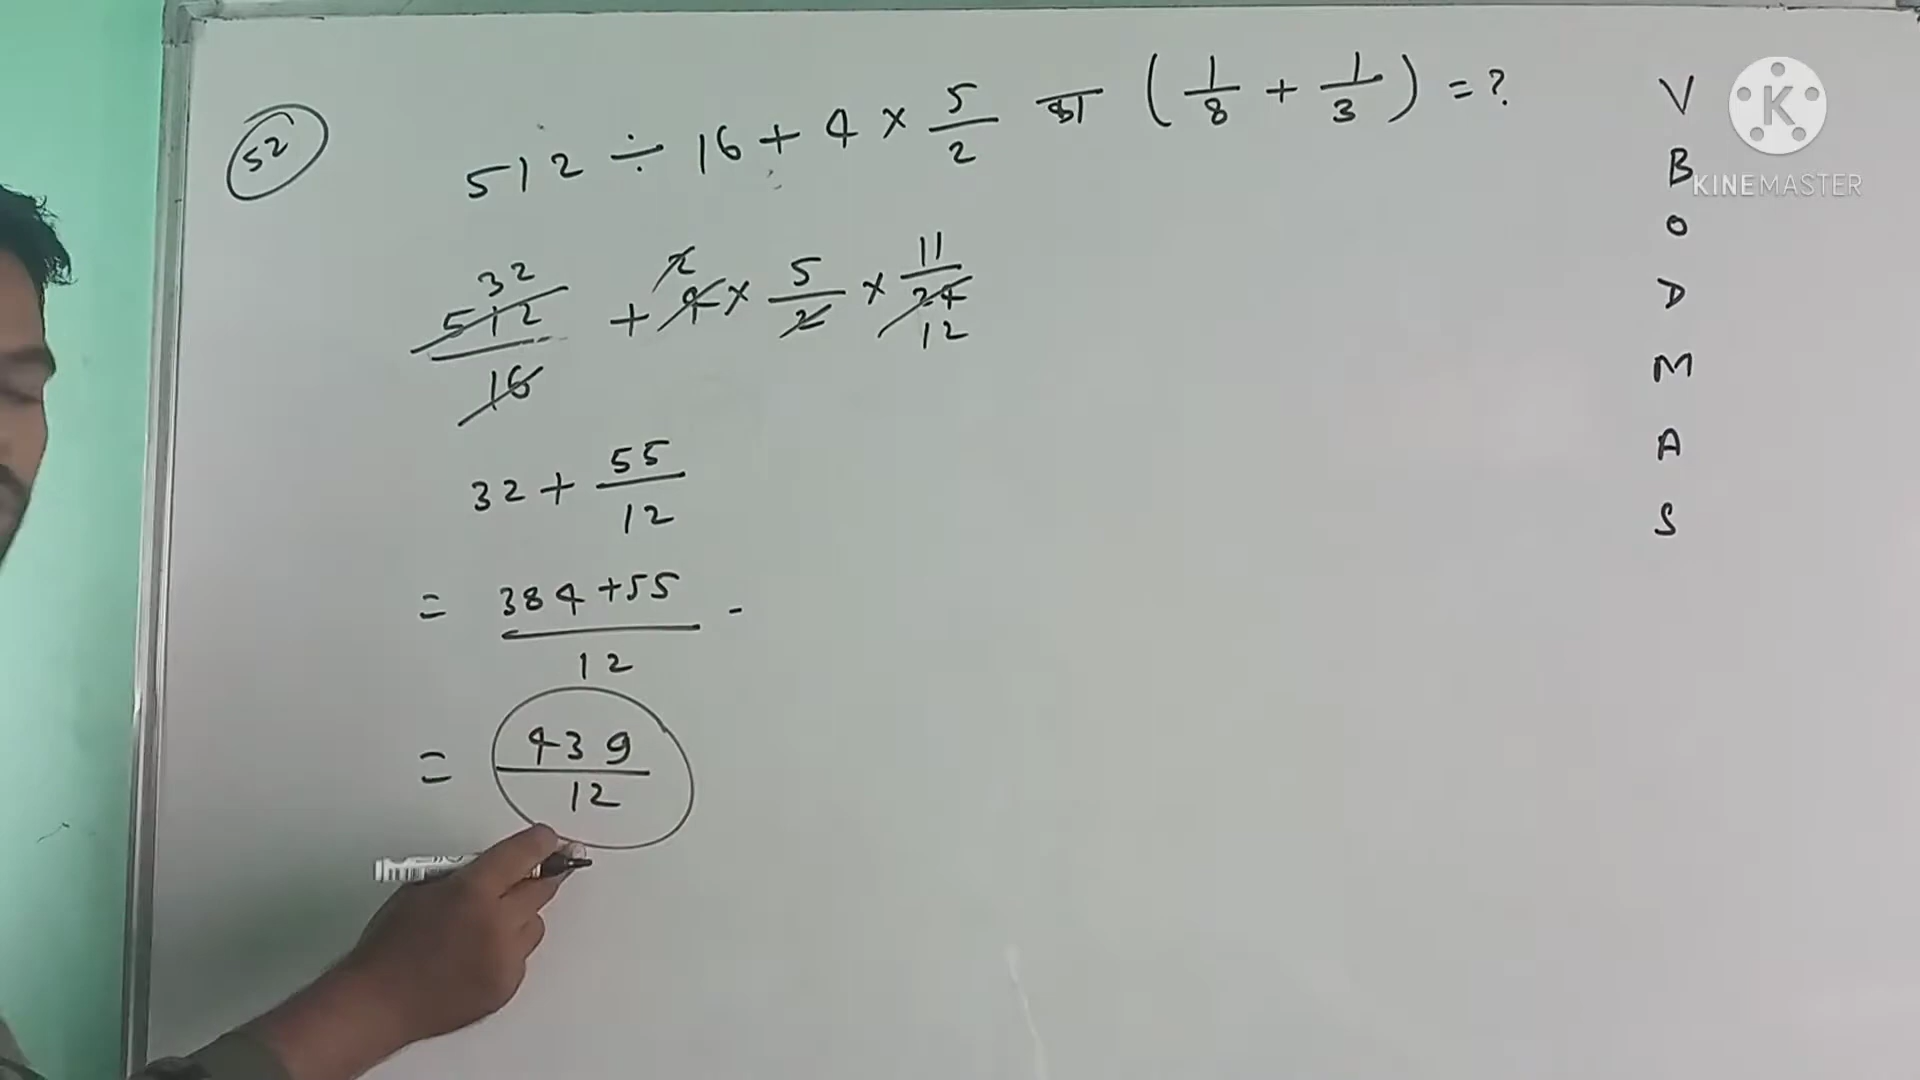 52
512 ÷ 16 + 4 × 5/2 का (1/8 + 1/3) = ?
32
512/16 + 4 × 5/2 × 11/24
2
12
32 + 55/12
= 384+55/12 -
= 439/12
V
B
O
D
M
A
S
K
KINEMASTER